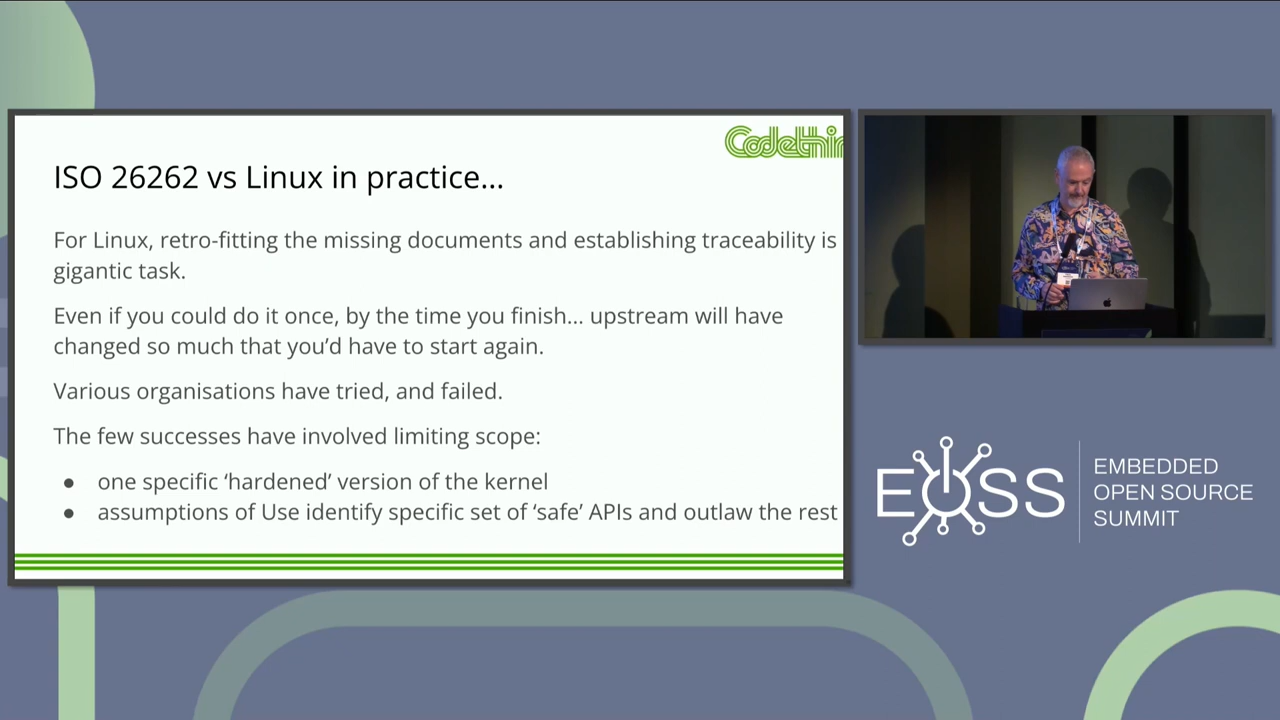 Codethin
ISO 26262 vs Linux in practice...
For Linux, retro-fitting the missing documents and establishing traceability is
gigantic task.
Even if you could do it once, by the time you finish... upstream will have
changed so much that you’d have to start again.
Various organisations have tried, and failed.
The few successes have involved limiting scope:
● one specific ‘hardened’ version of the kernel
● assumptions of Use identify specific set of ‘safe’ APIs and outlaw the rest
EOSS
EMBEDDED
OPEN SOURCE
SUMMIT